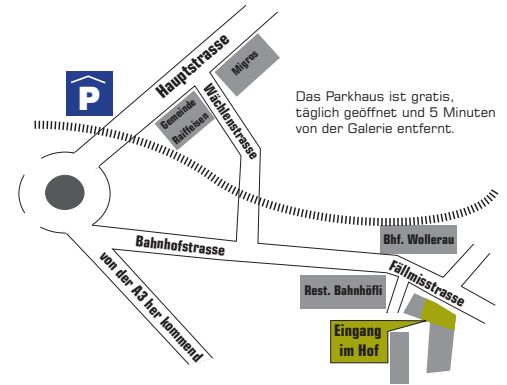 Hauptstrasse
Migros
P
Das Parkhaus ist gratis,
täglich geöffnet und 5 Minuten
von der Galerie entfernt.
Gemeinde
Raiffeisen
Wächlenstrasse
Bahnhofstrasse
Bhf. Wollerau
von der A3 her kommend
Fällmisstrasse
Rest. Bahnhöfli
Eingang
im Hof